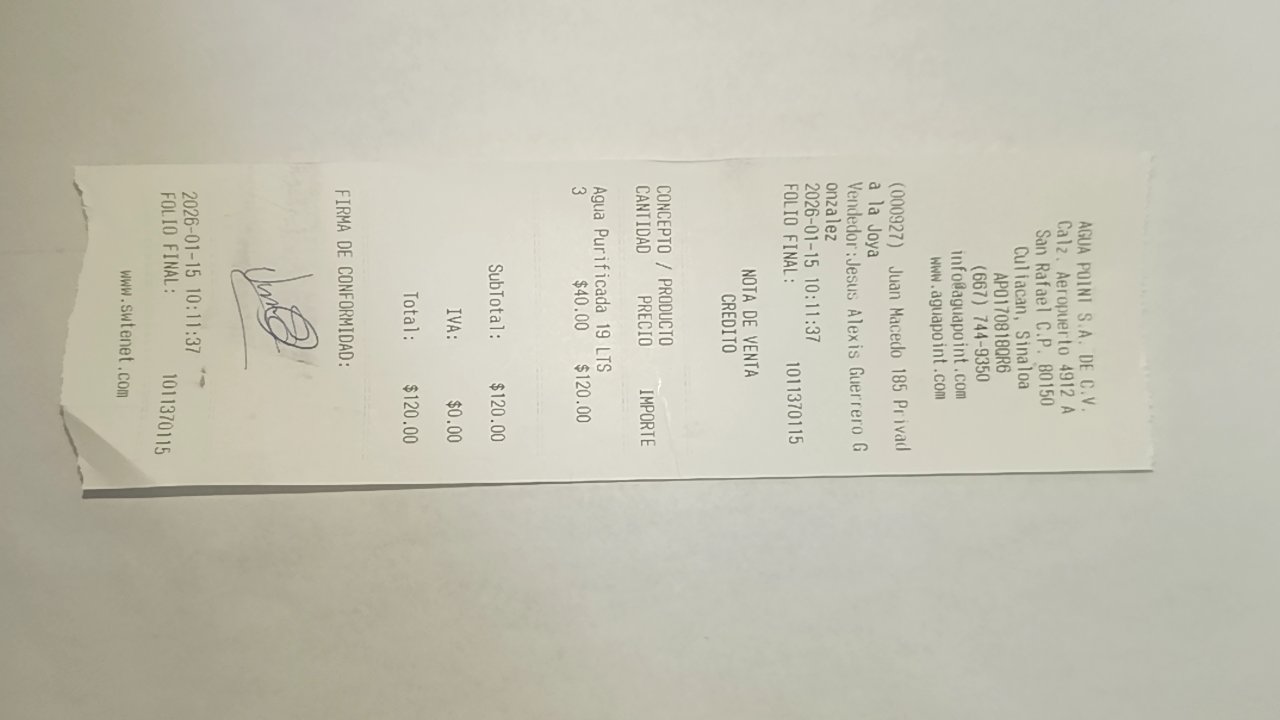 AGUA POINT S.A. DE C.V.
Calz. Aeropuerto 4912 A
San Rafael C.P. 80150
Culiacan, Sinaloa
APO170818QR6
(667) 744-9350
info@aguapoint.com
www.aguapoint.com
(000927) Juan Macedo 185 Privad
a la Joya
Vendedor:Jesus Alexis Guerrero G
onzalez
2026-01-15 10:11:37
FOLIO FINAL: 1011370115
NOTA DE VENTA
CREDITO
CONCEPTO / PRODUCTO
CANTIDAD PRECIO IMPORTE
Agua Purificada 19 LTS
3 $40.00 $120.00
SubTotal: $120.00
IVA: $0.00
Total: $120.00
FIRMA DE CONFORMIDAD:
2026-01-15 10:11:37
FOLIO FINAL: 1011370115
www.swtenet.com